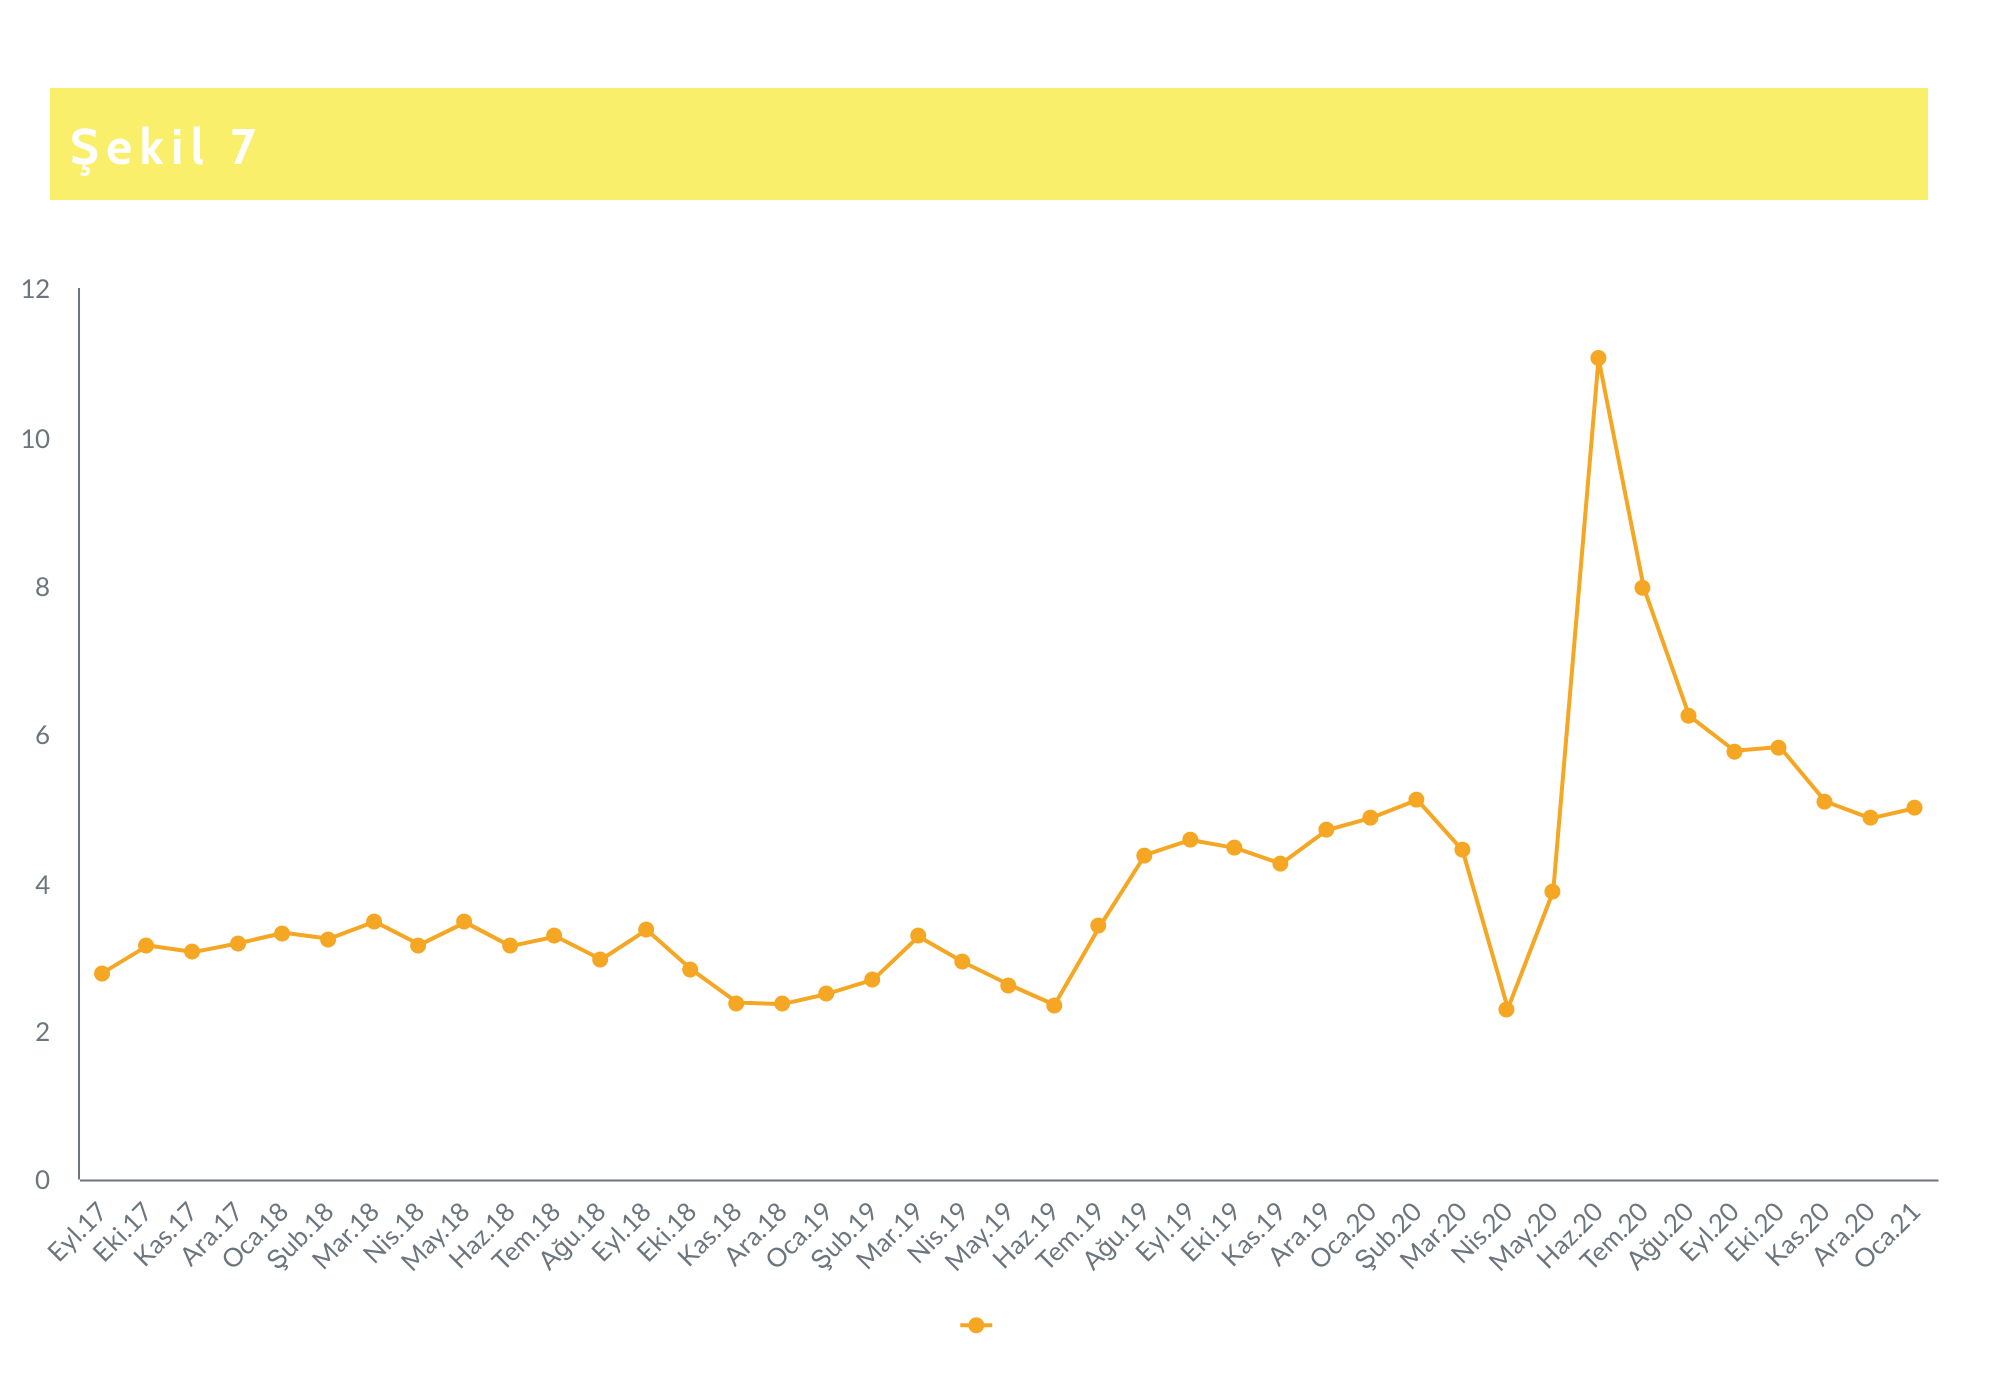 Şekil 7
12
10
8
6
4
2
0
Eyl.17
Eki.17
Kas.17
Ara.17
Oca.18
Şub.18
Mar.18
Nis.18
May.18
Haz.18
Tem.18
Ağu.18
Eyl.18
Eki.18
Kas.18
Ara.18
Oca.19
Şub.19
Mar.19
Nis.19
May.19
Haz.19
Tem.19
Ağu.19
Eyl.19
Eki.19
Kas.19
Ara.19
Oca.20
Şub.20
Mar.20
Nis.20
May.20
Haz.20
Tem.20
Ağu.20
Eyl.20
Eki.20
Kas.20
Ara.20
Oca.21